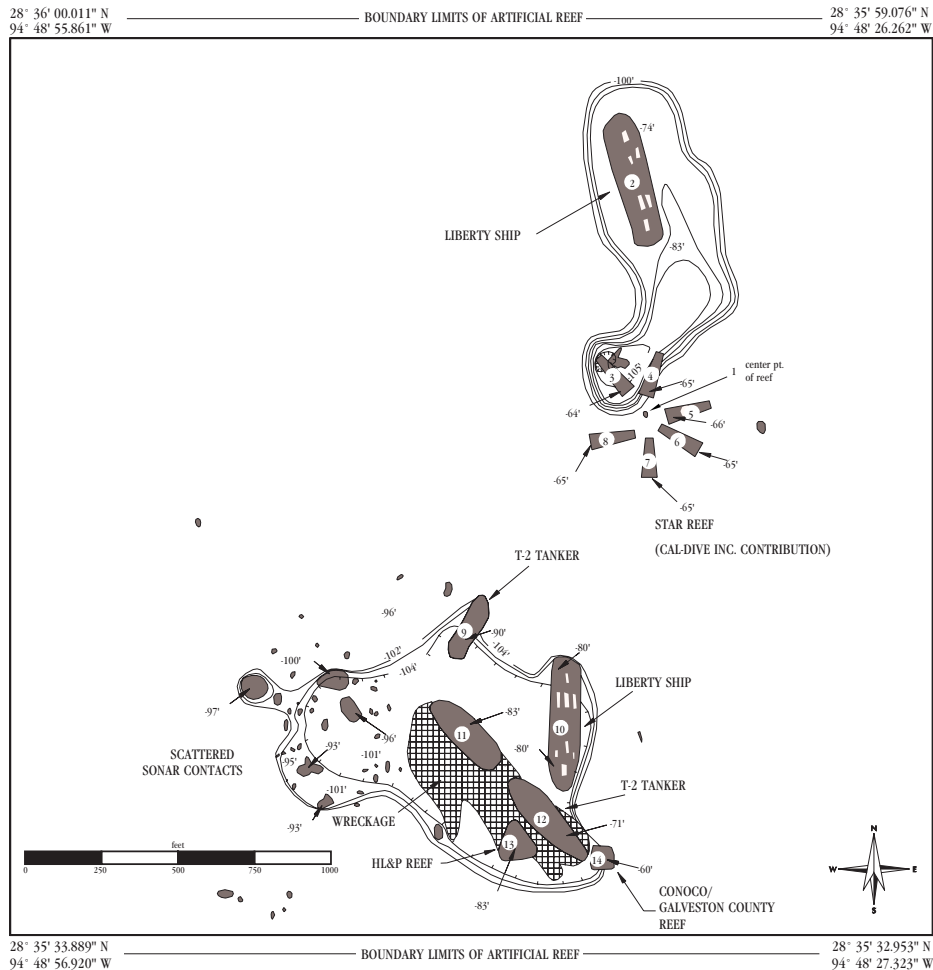 28° 36' 00.011" N
94° 48' 55.861" W
BOUNDARY LIMITS OF ARTIFICIAL REEF
28° 35' 59.076" N
94° 48' 26.262" W
-100'
-74'
2
LIBERTY SHIP
-83'
3
-105'
4
-65'
1
center pt.
of reef
-64'
5
-66'
8
6
7
-65'
-65'
-65'
STAR REEF
(CAL-DIVE INC. CONTRIBUTION)
T-2 TANKER
-96'
9
-90'
-102'
-104'
-104'
-100'
-80'
LIBERTY SHIP
-97'
-83'
10
11
-96'
-93'
-101'
-80'
SCATTERED
SONAR CONTACTS
-95'
-101'
T-2 TANKER
WRECKAGE
12
-71'
-93'
13
HL&P REEF
14
-60'
feet
0
250
500
750
1000
-83'
CONOCO/
GALVESTON COUNTY
REEF
N
W
E
S
28° 35' 33.889" N
94° 48' 56.920" W
BOUNDARY LIMITS OF ARTIFICIAL REEF
28° 35' 32.953" N
94° 48' 27.323" W